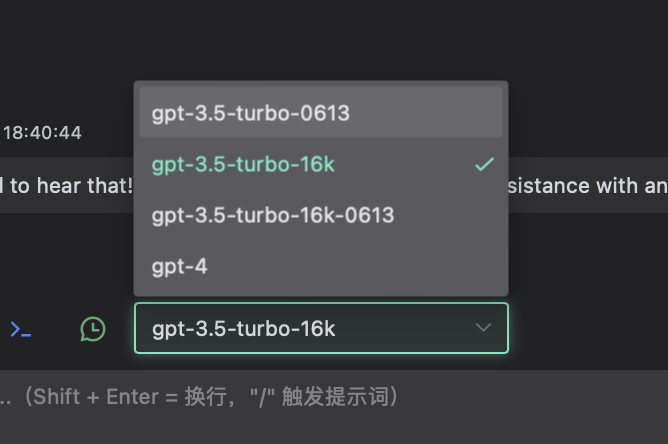 gpt-3.5-turbo-0613
18:40:44
gpt-3.5-turbo-16k
to hear that!
sistance with an
gpt-3.5-turbo-16k-0613
gpt-4
gpt-3.5-turbo-16k
...（Shift + Enter = 换行，"/" 触发提示词）